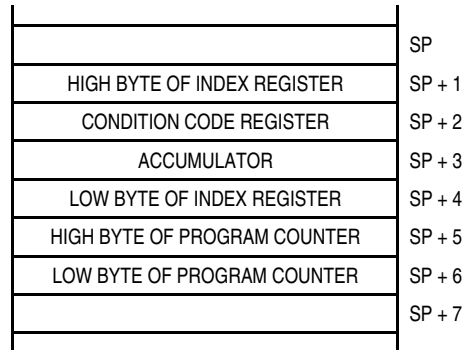 SP
HIGH BYTE OF INDEX REGISTER SP + 1
CONDITION CODE REGISTER SP + 2
ACCUMULATOR SP + 3
LOW BYTE OF INDEX REGISTER SP + 4
HIGH BYTE OF PROGRAM COUNTER SP + 5
LOW BYTE OF PROGRAM COUNTER SP + 6
SP + 7